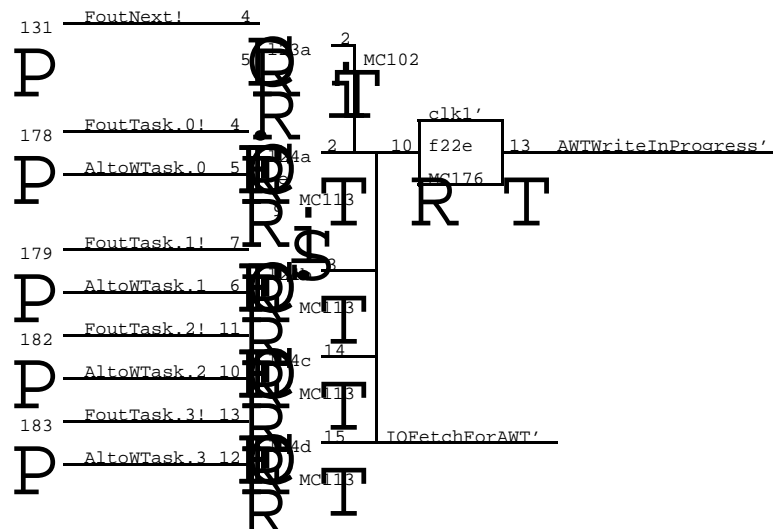 131 FoutNext! 4
5 2
MC102
P
T
R
clk1'
178 FoutTask.0! 4
2 10 f22e 13 AWTWriteInProgress'
AltoWTask.0 5
MC176
P R T R T
MC113
179 FoutTask.1! 7
S
3
AltoWTask.1 6
P R T
MC113
182 FoutTask.2! 11
14
AltoWTask.2 10
P R T
MC113
183 FoutTask.3! 13
15 IOFetchForAWT'
AltoWTask.3 12
P R T
MC113